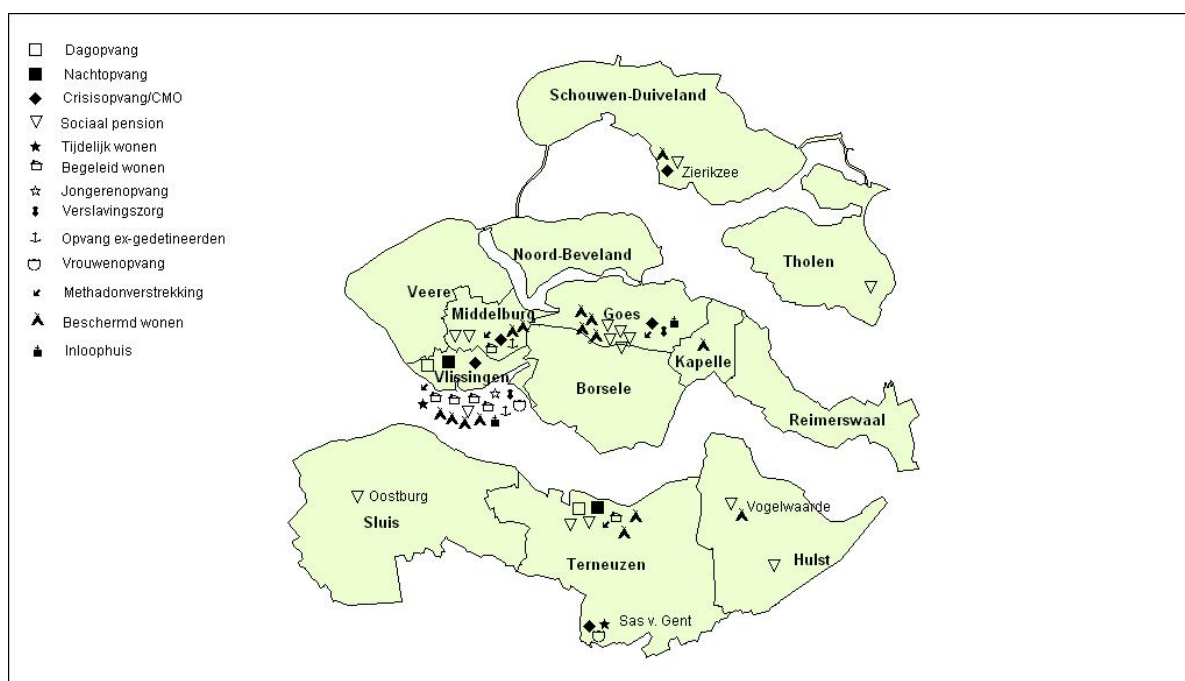 Dagopvang
Nachtopvang
Crisisopvang/CMO
Sociaal pension
Tijdelijk wonen
Begeleid wonen
Jongerenopvang
Verslavingszorg
Opvang ex-gedetineerden
Vrouwenopvang
Methadonverstrekking
Beschermd wonen
Inloophuis
Schouwen-Duiveland
Zierikzee
Noord-Beveland
Tholen
Veere
Middelburg
Goes
Kapelle
Vlissingen
Borsele
Reimerswaal
Oostburg
Sluis
Vogelwaarde
Terneuzen
Hulst
Sas v. Gent